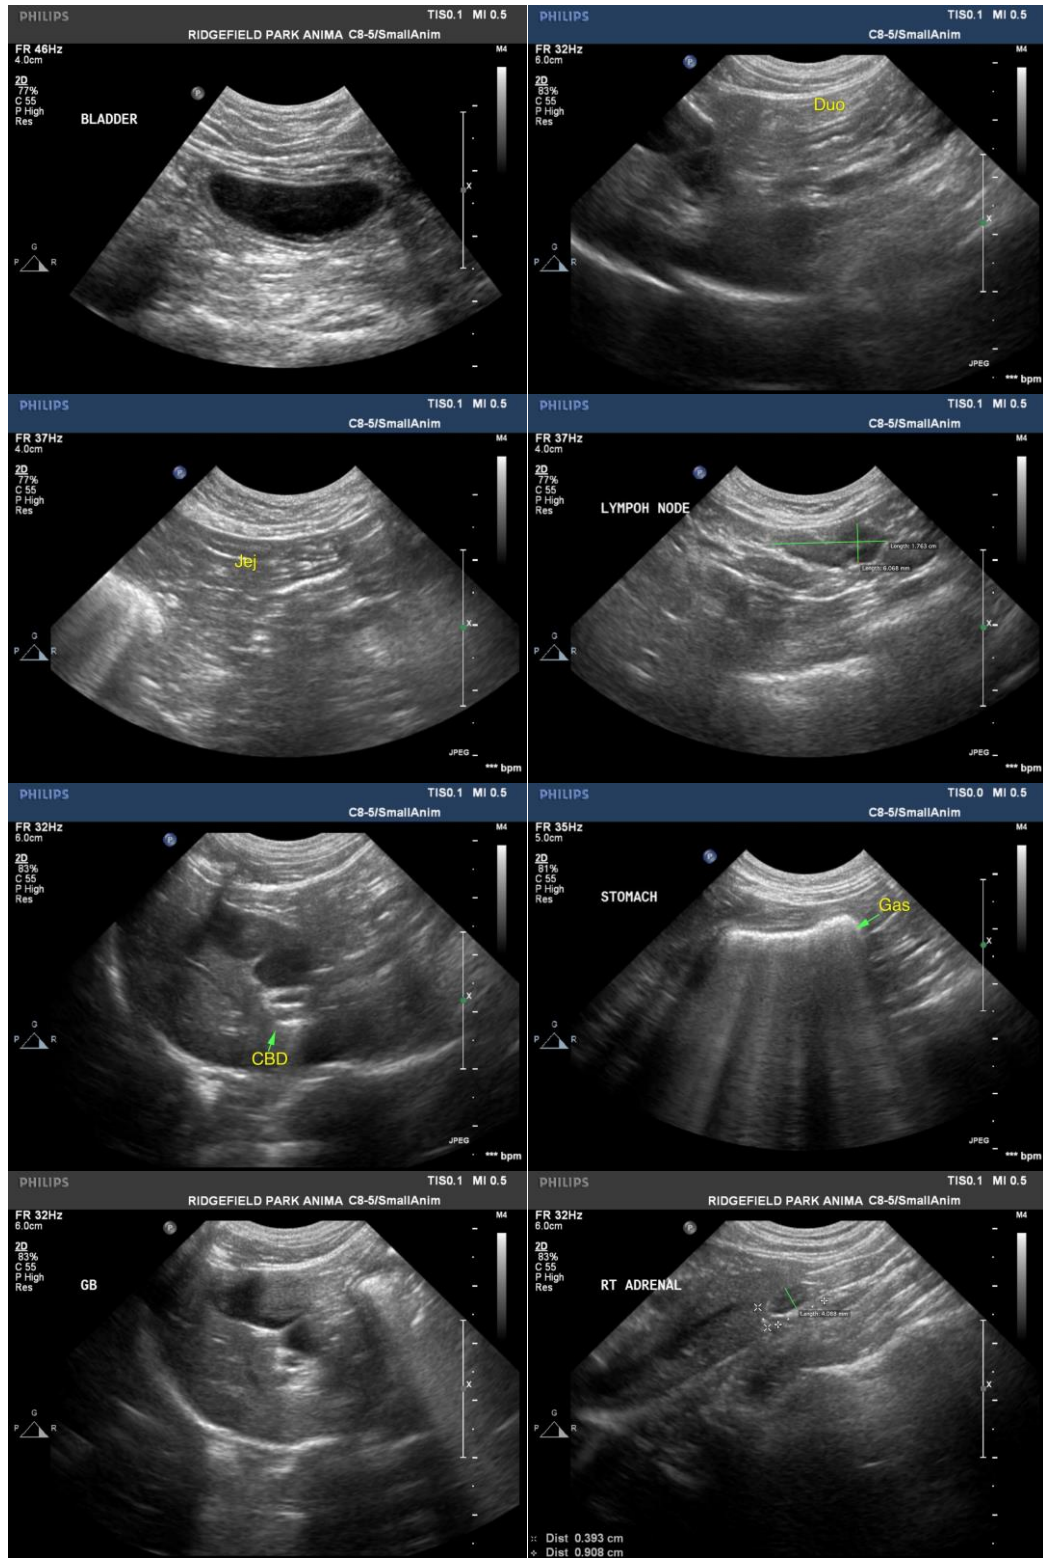 PHILIPS
TIS0.1 MI 0.5
RIDGEFIELD PARK ANIMA C8-5/SmallAnim
FR 46Hz
4.0cm
M4
2D
77%
C 55
P High
Res
BLADDER
X
G
P R
PHILIPS
TIS0.1 MI 0.5
C8-5/SmallAnim
FR 32Hz
6.0cm
M4
P
2D
83%
C 55
P High
Res
Duo
X
G
P R
JPEG
*** bpm
PHILIPS
TIS0.1 MI 0.5
C8-5/SmallAnim
FR 37Hz
4.0cm
M4
P
2D
77%
C 55
P High
Res
Jej
X
G
P R
JPEG
*** bpm
PHILIPS
TIS0.1 MI 0.5
C8-5/SmallAnim
FR 37Hz
4.0cm
M4
P
2D
77%
C 55
P High
Res
LYMPOH NODE
Length: 1.763 cm
Length: 6.068 mm
X
G
P R
JPEG
*** bpm
PHILIPS
TIS0.1 MI 0.5
C8-5/SmallAnim
FR 32Hz
6.0cm
M4
P
2D
83%
C 55
P High
Res
X
CBD
G
P R
JPEG
*** bpm
PHILIPS
TIS0.0 MI 0.5
C8-5/SmallAnim
FR 35Hz
5.0cm
M4
P
2D
81%
C 55
P High
Res
STOMACH
Gas
X
G
P R
JPEG
*** bpm
PHILIPS
TIS0.1 MI 0.5
RIDGEFIELD PARK ANIMA C8-5/SmallAnim
FR 32Hz
6.0cm
M4
P
2D
83%
C 55
P High
Res
GB
X
G
P R
PHILIPS
TIS0.1 MI 0.5
RIDGEFIELD PARK ANIMA C8-5/SmallAnim
FR 32Hz
6.0cm
M4
P
2D
83%
C 55
P High
Res
RT ADRENAL
X
G
P R
Dist 0.393 cm
Dist 0.908 cm